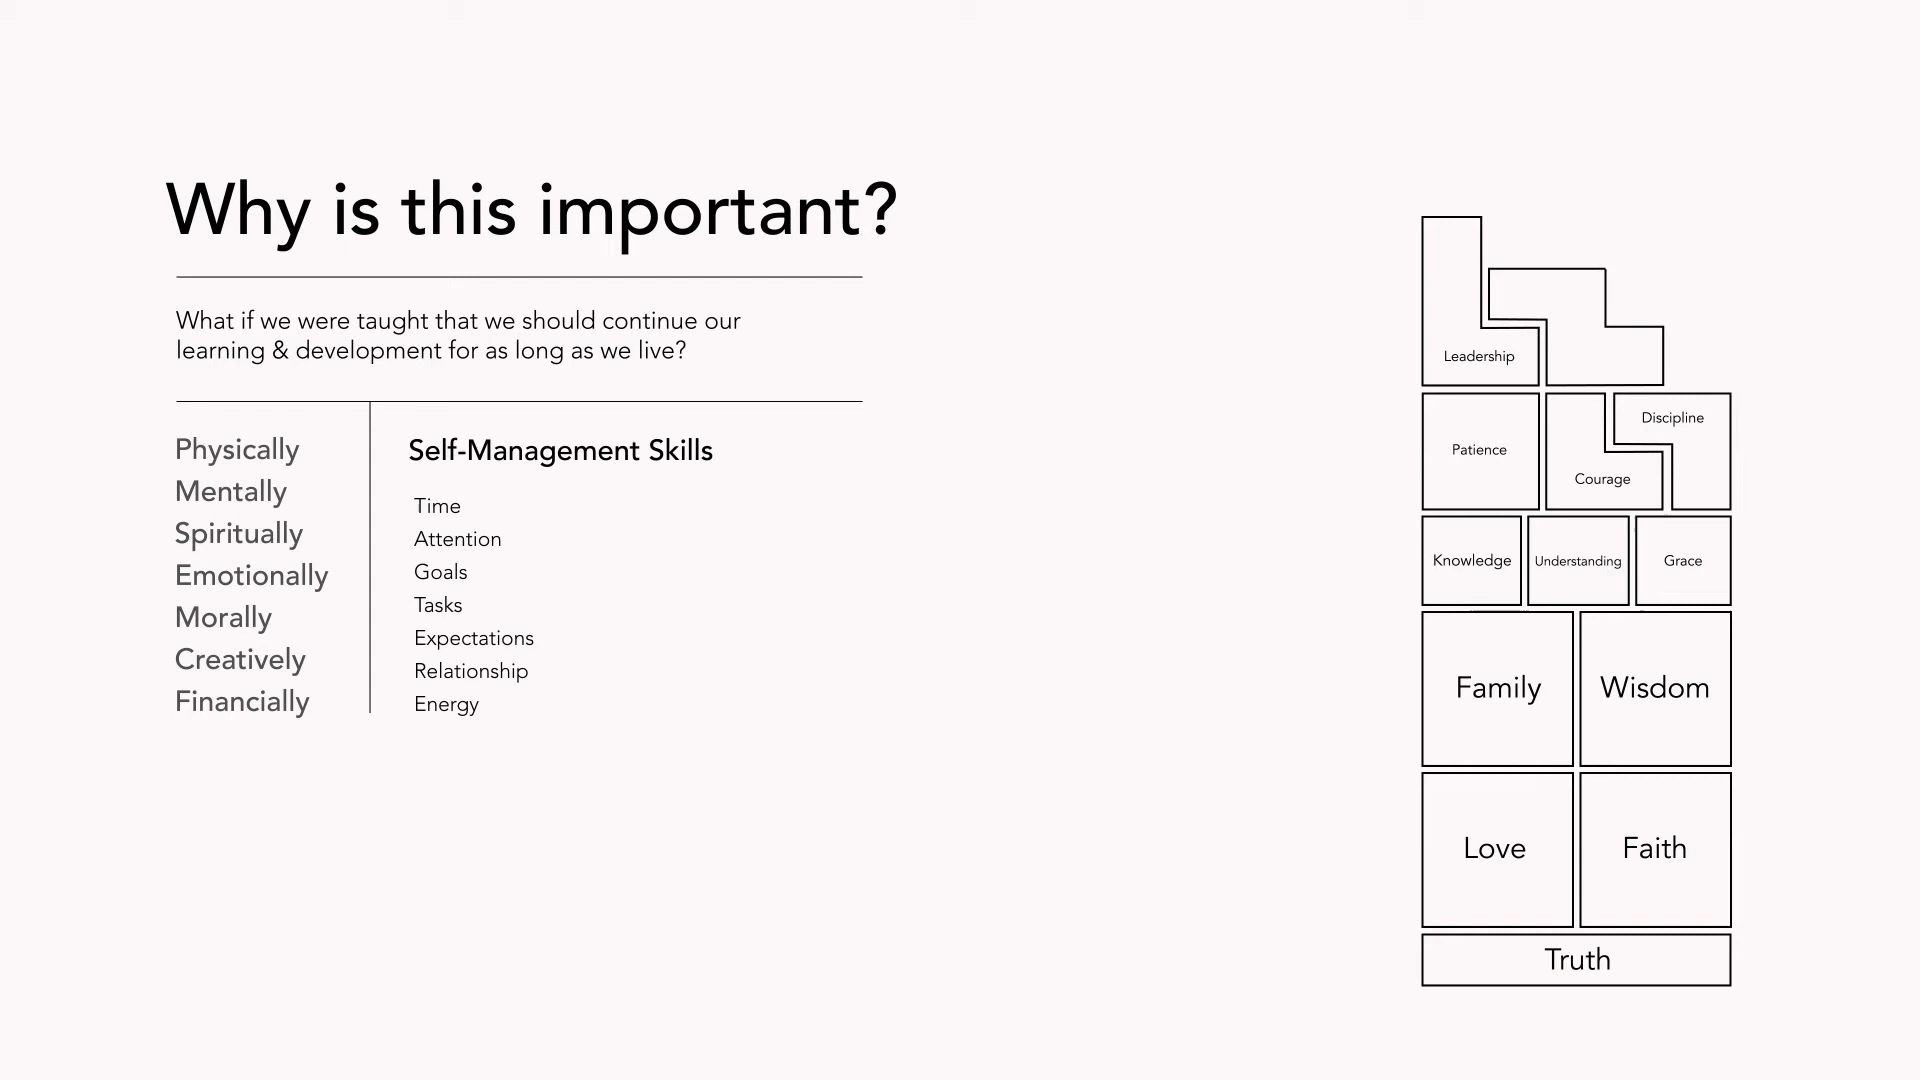 Why is this important?
What if we were taught that we should continue our
learning & development for as long as we live?
Physically
Mentally
Spiritually
Emotionally
Morally
Creatively
Financially
Self-Management Skills
Time
Attention
Goals
Tasks
Expectations
Relationship
Energy
Leadership
Discipline
Patience
Courage
Knowledge
Understanding
Grace
Family
Wisdom
Love
Faith
Truth